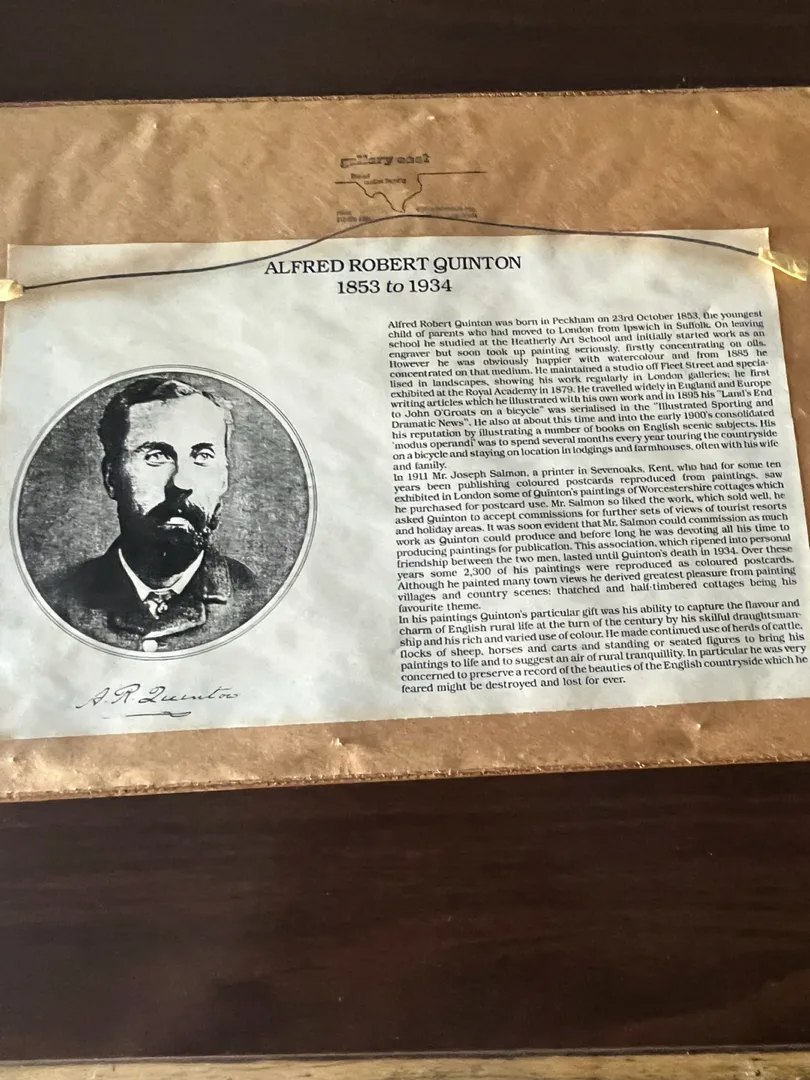 gallery east
ALFRED ROBERT QUINTON
1853 to 1934
Alfred Robert Quinton was born in Peckham on 23rd October 1853, the youngest
child of parents who had moved to London from Ipswich in Suffolk. On leaving
school he studied at the Heatherly Art School and initially started work as an
engraver but soon took up painting seriously, firstly concentrating on oils.
However he was obviously happier with watercolour and from 1885 he
concentrated on that medium. He maintained a studio off Fleet Street and specia-
lised in landscapes, showing his work regularly in London galleries; he first
exhibited at the Royal Academy in 1879. He travelled widely in England and Europe
writing articles which he illustrated with his own work and in 1895 his "Land's End
to John O'Groats on a bicycle" was serialised in the "Illustrated Sporting and
Dramatic News". He also at about this time and into the early 1900's consolidated
his reputation by illustrating a number of books on English scenic subjects. His
'modus operandi' was to spend several months every year touring the countryside
on a bicycle and staying on location in lodgings and farmhouses, often with his wife
and family.
In 1911 Mr. Joseph Salmon, a printer in Sevenoaks, Kent, who had for some ten
years been publishing coloured postcards reproduced from paintings, saw
exhibited in London some of Quinton's paintings of Worcestershire cottages which
he purchased for postcard use. Mr. Salmon so liked the work, which sold well, he
asked Quinton to accept commissions for further sets of views of tourist resorts
and holiday areas. It was soon evident that Mr. Salmon could commission as much
work as Quinton could produce and before long he was devoting all his time to
producing paintings for publication. This association, which ripened into personal
friendship between the two men, lasted until Quinton's death in 1934. Over these
years some 2,300 of his paintings were reproduced as coloured postcards.
Although he painted many town views he derived greatest pleasure from painting
villages and country scenes; thatched and half-timbered cottages being his
favourite theme.
In his paintings Quinton's particular gift was his ability to capture the flavour and
charm of English rural life at the turn of the century by his skilful draughtsman-
ship and his rich and varied use of colour. He made continued use of herds of cattle,
flocks of sheep, horses and carts and standing or seated figures to bring his
paintings to life and to suggest an air of rural tranquillity. In particular he was very
concerned to preserve a record of the beauties of the English countryside which he
feared might be destroyed and lost for ever.
A. R. Quinton